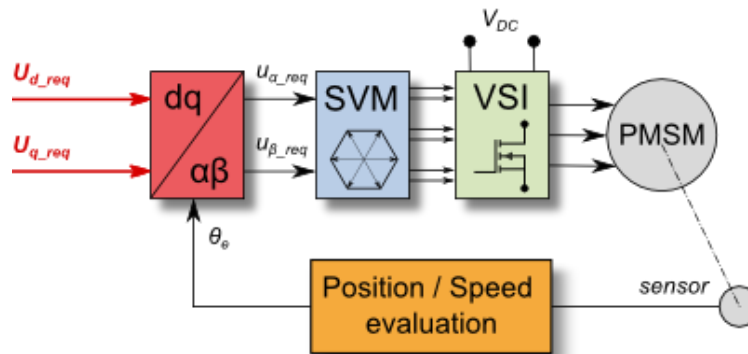 V_DC
U_d_req
u_α_req
dq
SVM
VSI
PMSM
U_q_req
u_β_req
αβ
θ_e
Position / Speed
evaluation
sensor